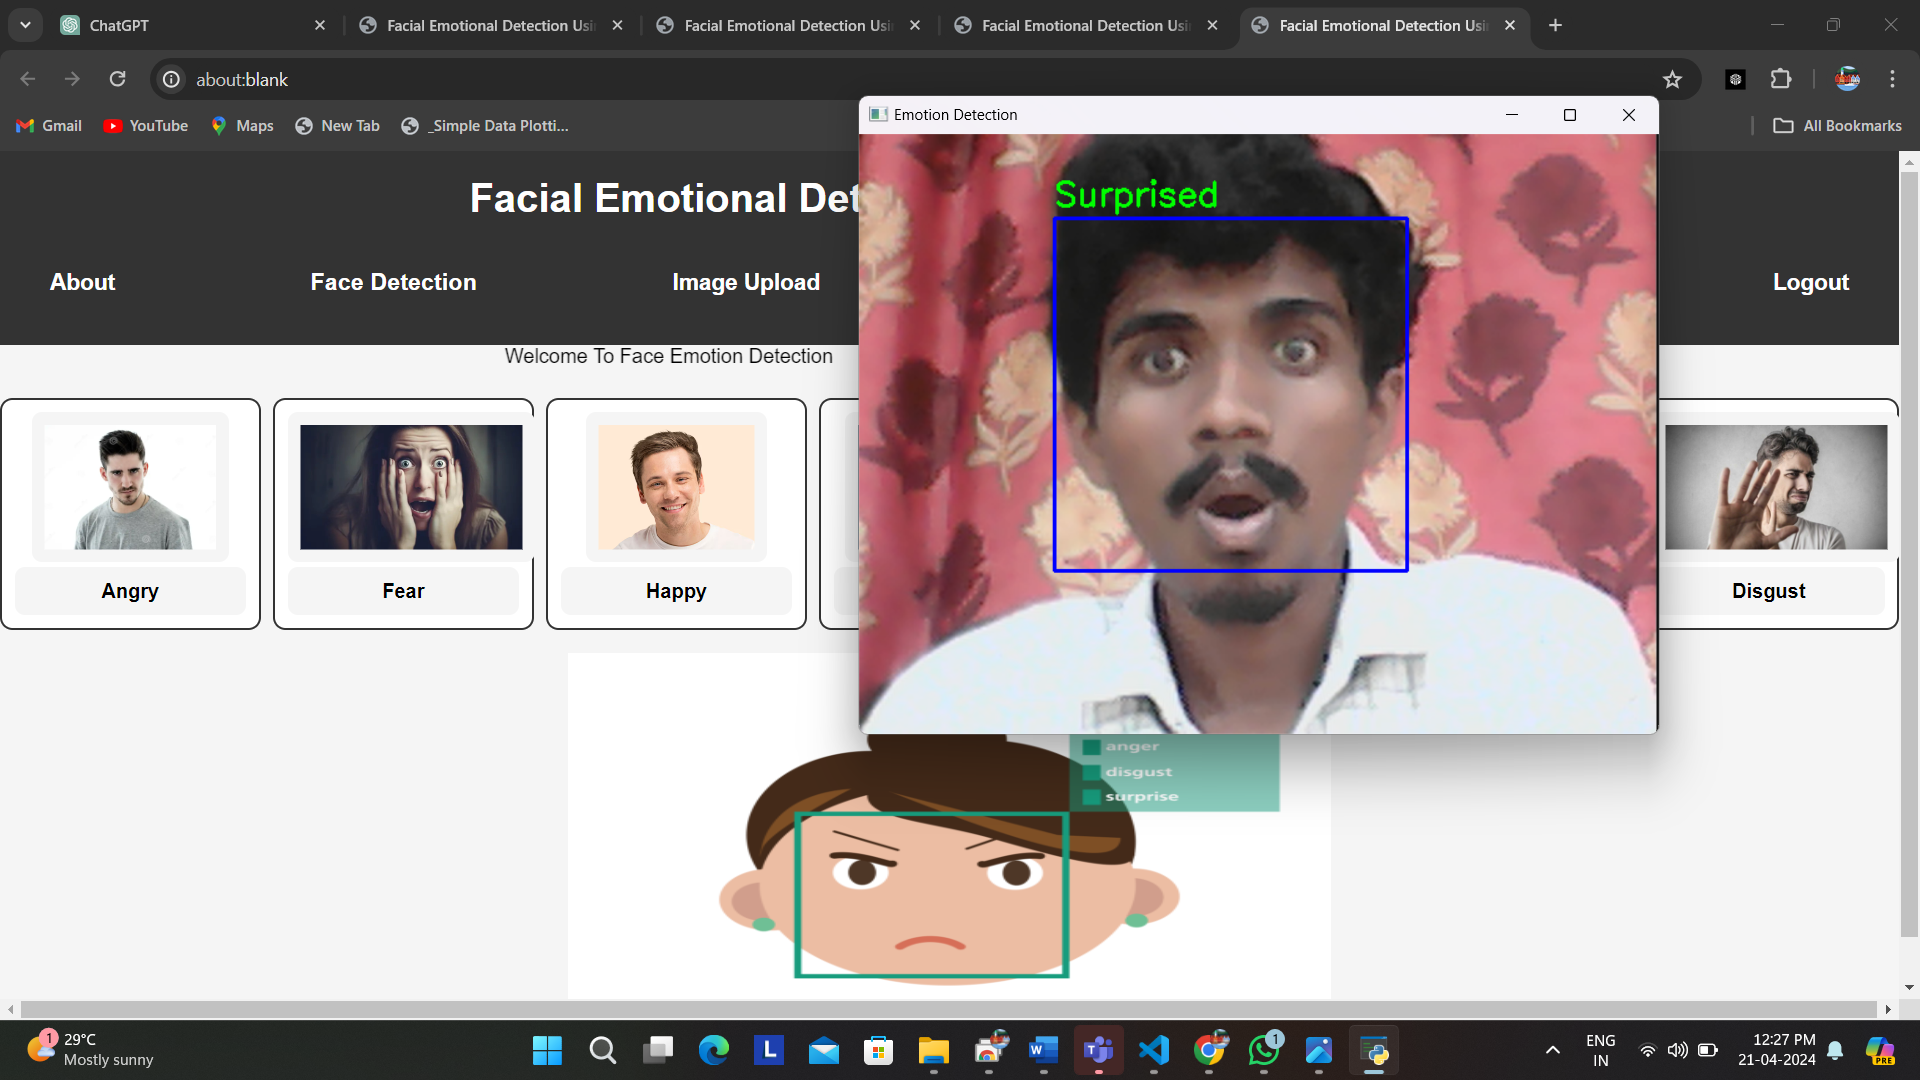 ChatGPT
Facial Emotional Detection Usi
Facial Emotional Detection Usi
Facial Emotional Detection Usi
Facial Emotional Detection Usi
about:blank
Gmail
YouTube
Maps
New Tab
_Simple Data Plotti...
All Bookmarks
Emotion Detection
Surprised
Facial Emotional Det
About
Face Detection
Image Upload
Logout
Welcome To Face Emotion Detection
Angry
Fear
Happy
Disgust
anger
disgust
surprise
1
29°C
Mostly sunny
L
W
T
1
ENG
IN
12:27 PM
21-04-2024
PRE